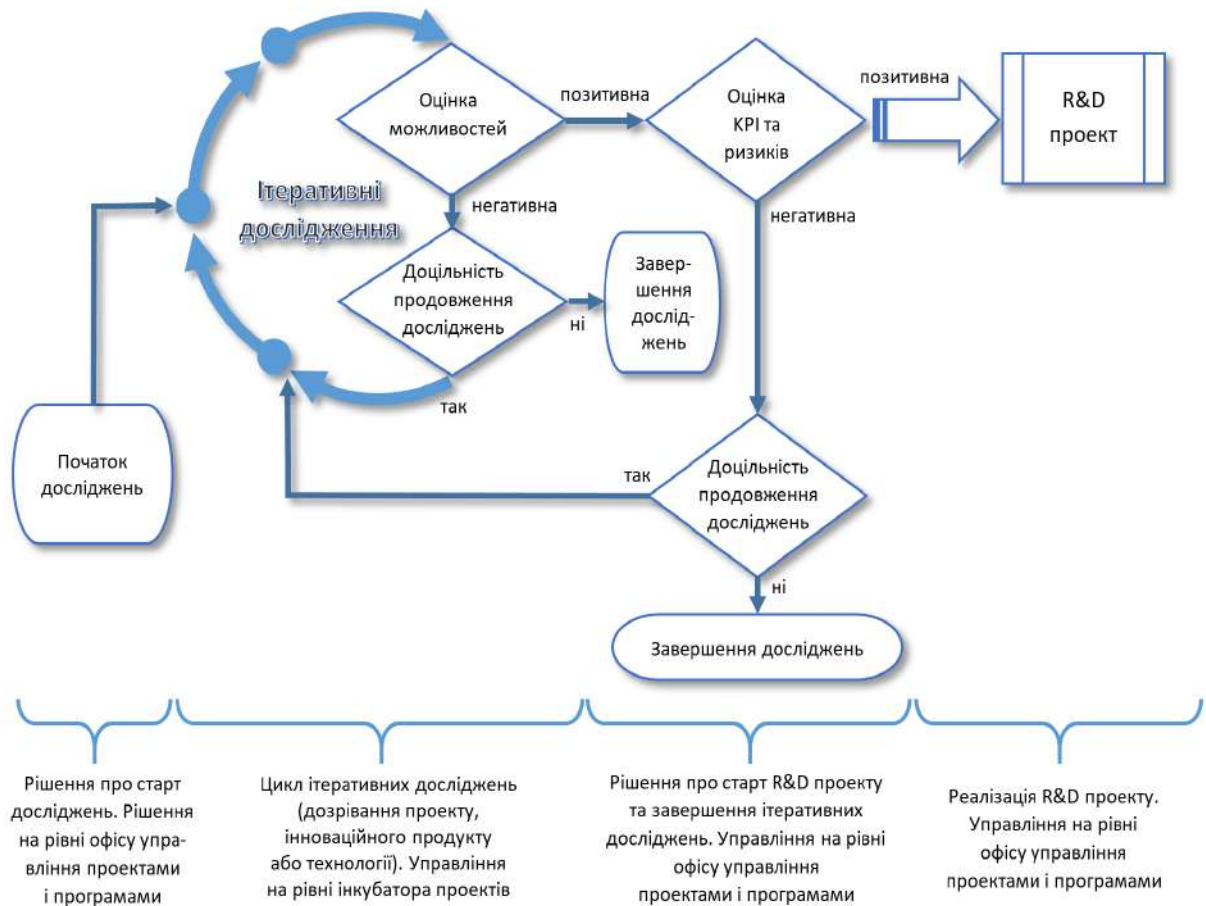 Оцінка
можливостей
позитивна
Оцінка
KPI та
ризиків
позитивна
R&D
проект
Ітеративні
дослідження
негативна
негативна
Доцільність
продовження
досліджень
ні
Завер-
шення
дослід-
жень
так
Початок
досліджень
так
Доцільність
продовження
досліджень
ні
Завершення досліджень
Рішення про старт
досліджень. Рішення
на рівні офісу упра-
вління проектами
і програмами
Цикл ітеративних досліджень
(дозрівання проекту,
інноваційного продукту
або технології). Управління
на рівні інкубатора проектів
Рішення про старт R&D проекту
та завершення ітеративних
досліджень. Управління на рівні
офісу управління
проектами і програмами
Реалізація R&D проекту.
Управління на рівні
офісу управління
проектами і програмами